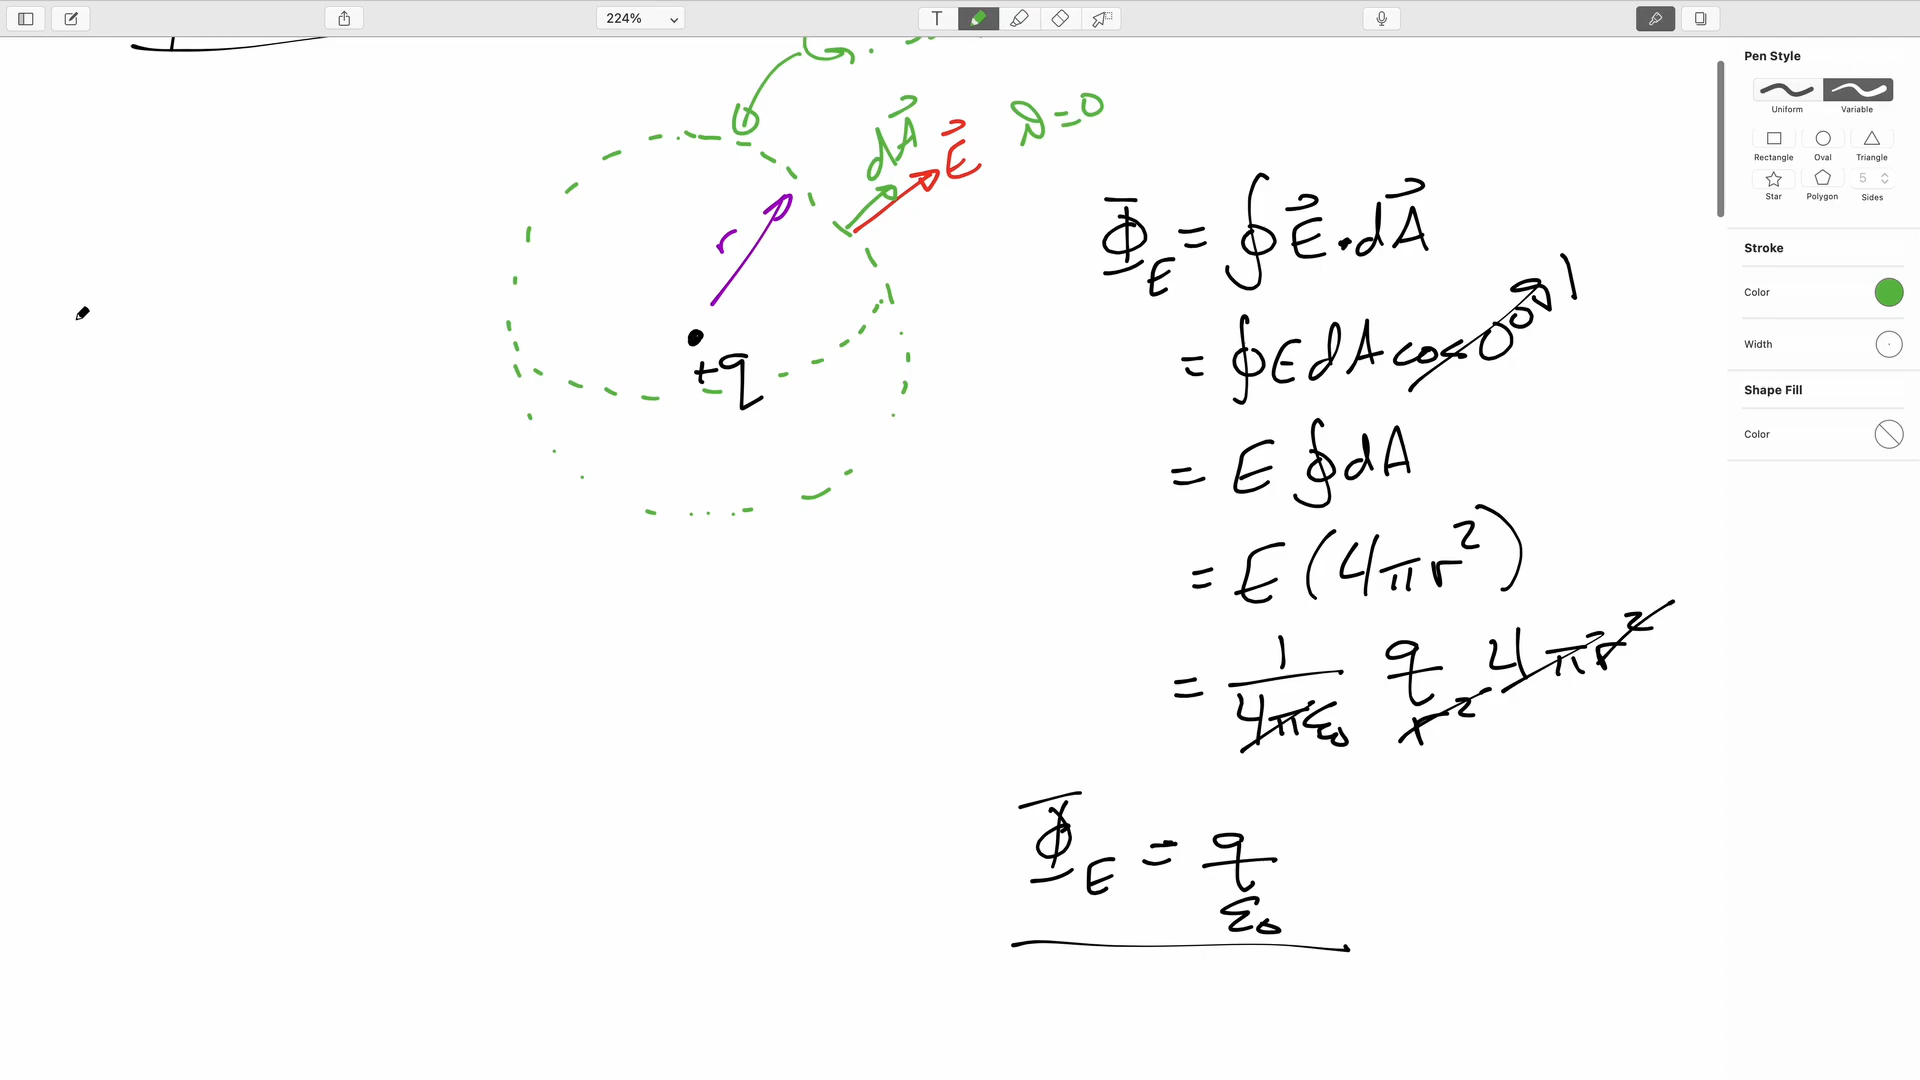 224%
T
Pen Style
Uniform
Variable
Rectangle
Oval
Triangle
Star
Polygon
5
Sides
Stroke
Color
Width
Shape Fill
Color
G.
dA⃗
E⃗
θ=0
r
+q
Φ_E = ∮E⃗·dA⃗
= ∮E dA cos 0° 1
= E ∮dA
= E (4πr²)
= 1/(4πε₀) q/r² 4πr²
Φ_E = q/ε₀